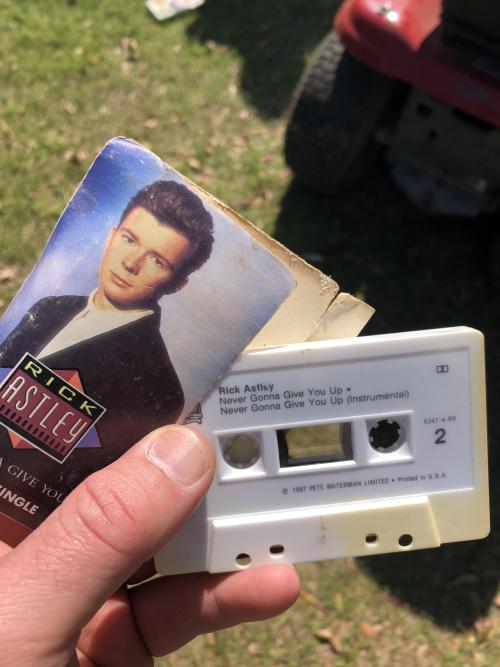 RICK
ASTLEY
GIVE YOU
SINGLE
Rick Astley
Never Gonna Give You Up •
Never Gonna Give You Up (Instrumental)
5347-4-RS
2
℗ 1987 PETE WATERMAN LIMITED • Printed in U.S.A